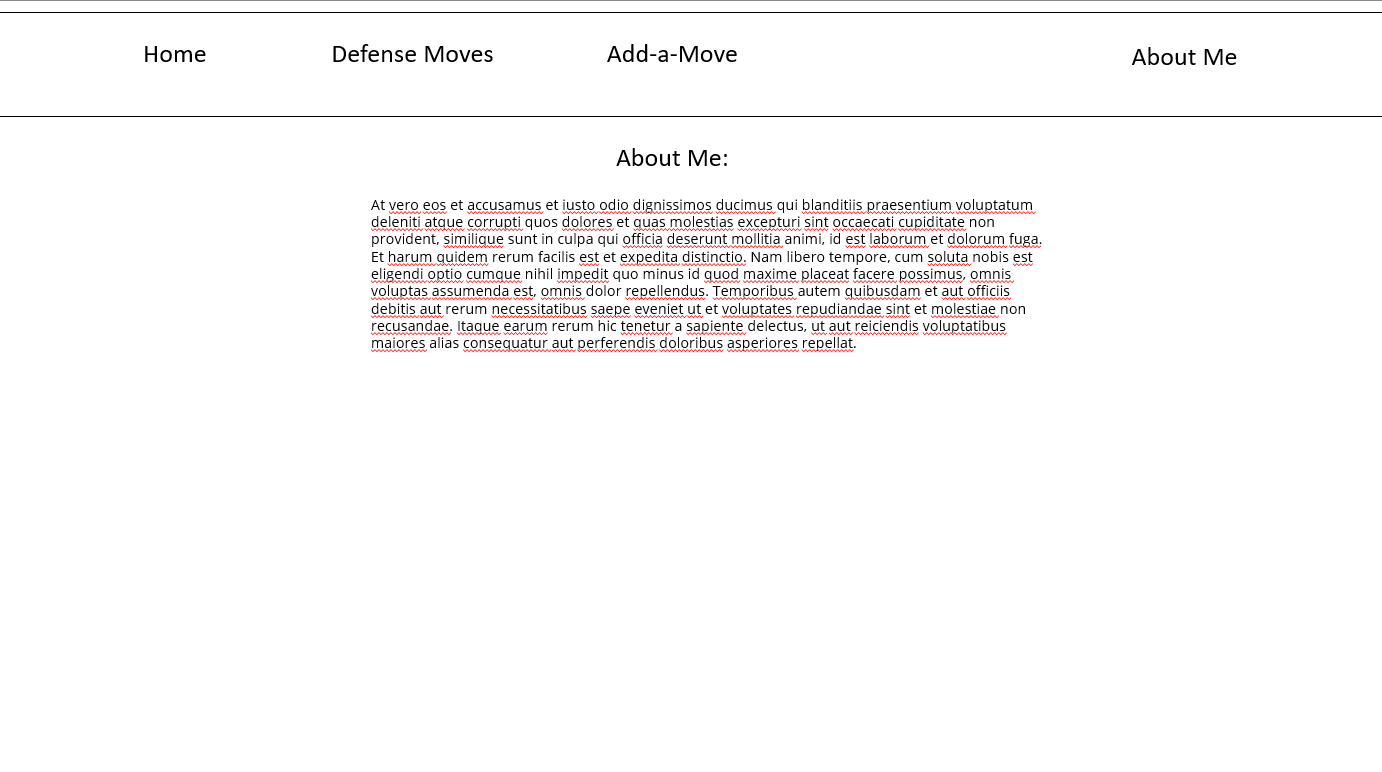 Home Defense Moves Add-a-Move About Me
About Me:
At vero eos et accusamus et iusto odio dignissimos ducimus qui blanditiis praesentium voluptatum
deleniti atque corrupti quos dolores et quas molestias excepturi sint occaecati cupiditate non
provident, similique sunt in culpa qui officia deserunt mollitia animi, id est laborum et dolorum fuga.
Et harum quidem rerum facilis est et expedita distinctio. Nam libero tempore, cum soluta nobis est
eligendi optio cumque nihil impedit quo minus id quod maxime placeat facere possimus, omnis
voluptas assumenda est, omnis dolor repellendus. Temporibus autem quibusdam et aut officiis
debitis aut rerum necessitatibus saepe eveniet ut et voluptates repudiandae sint et molestiae non
recusandae. Itaque earum rerum hic tenetur a sapiente delectus, ut aut reiciendis voluptatibus
maiores alias consequatur aut perferendis doloribus asperiores repellat.